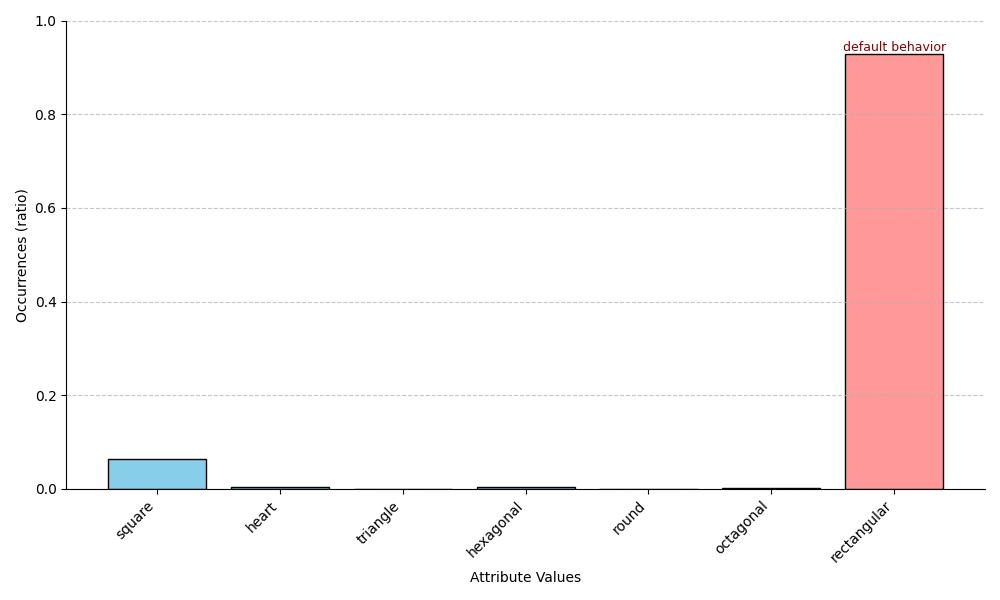 1.0
default behavior
0.8
0.6
0.4
0.2
0.0
Occurrences (ratio)
square
heart
triangle
hexagonal
round
octagonal
rectangular
Attribute Values